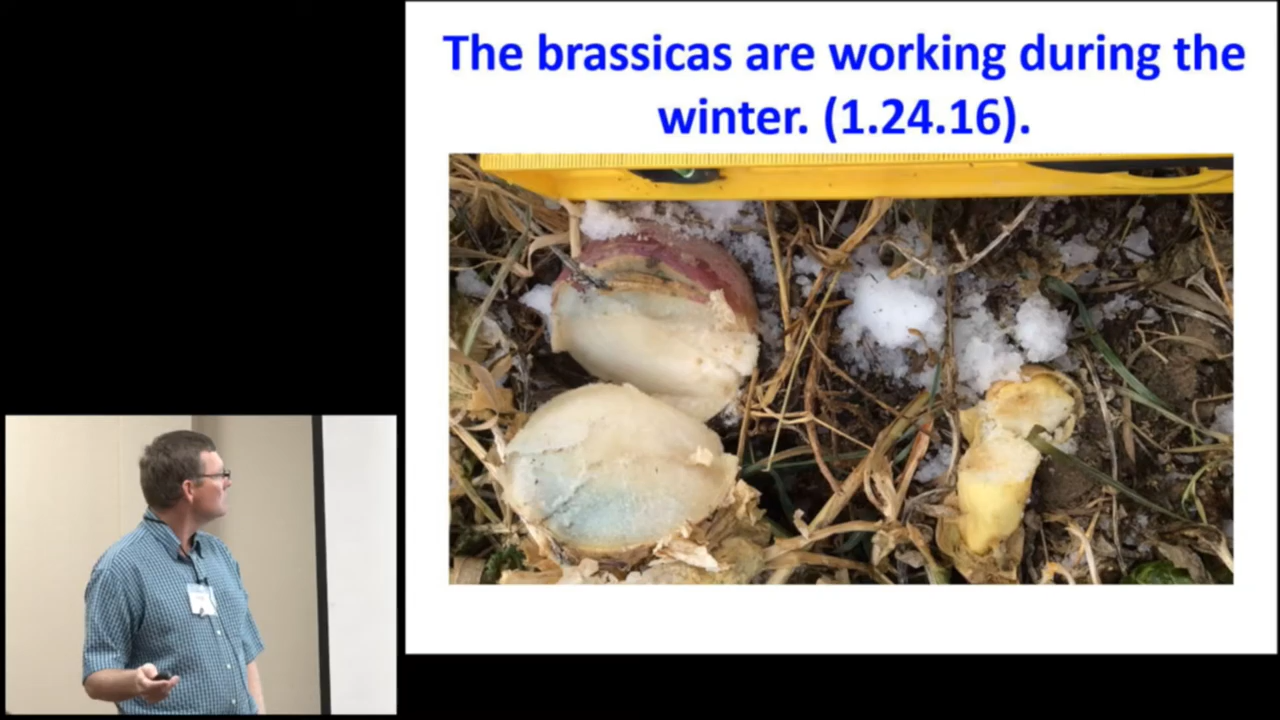 The brassicas are working during the
winter. (1.24.16).